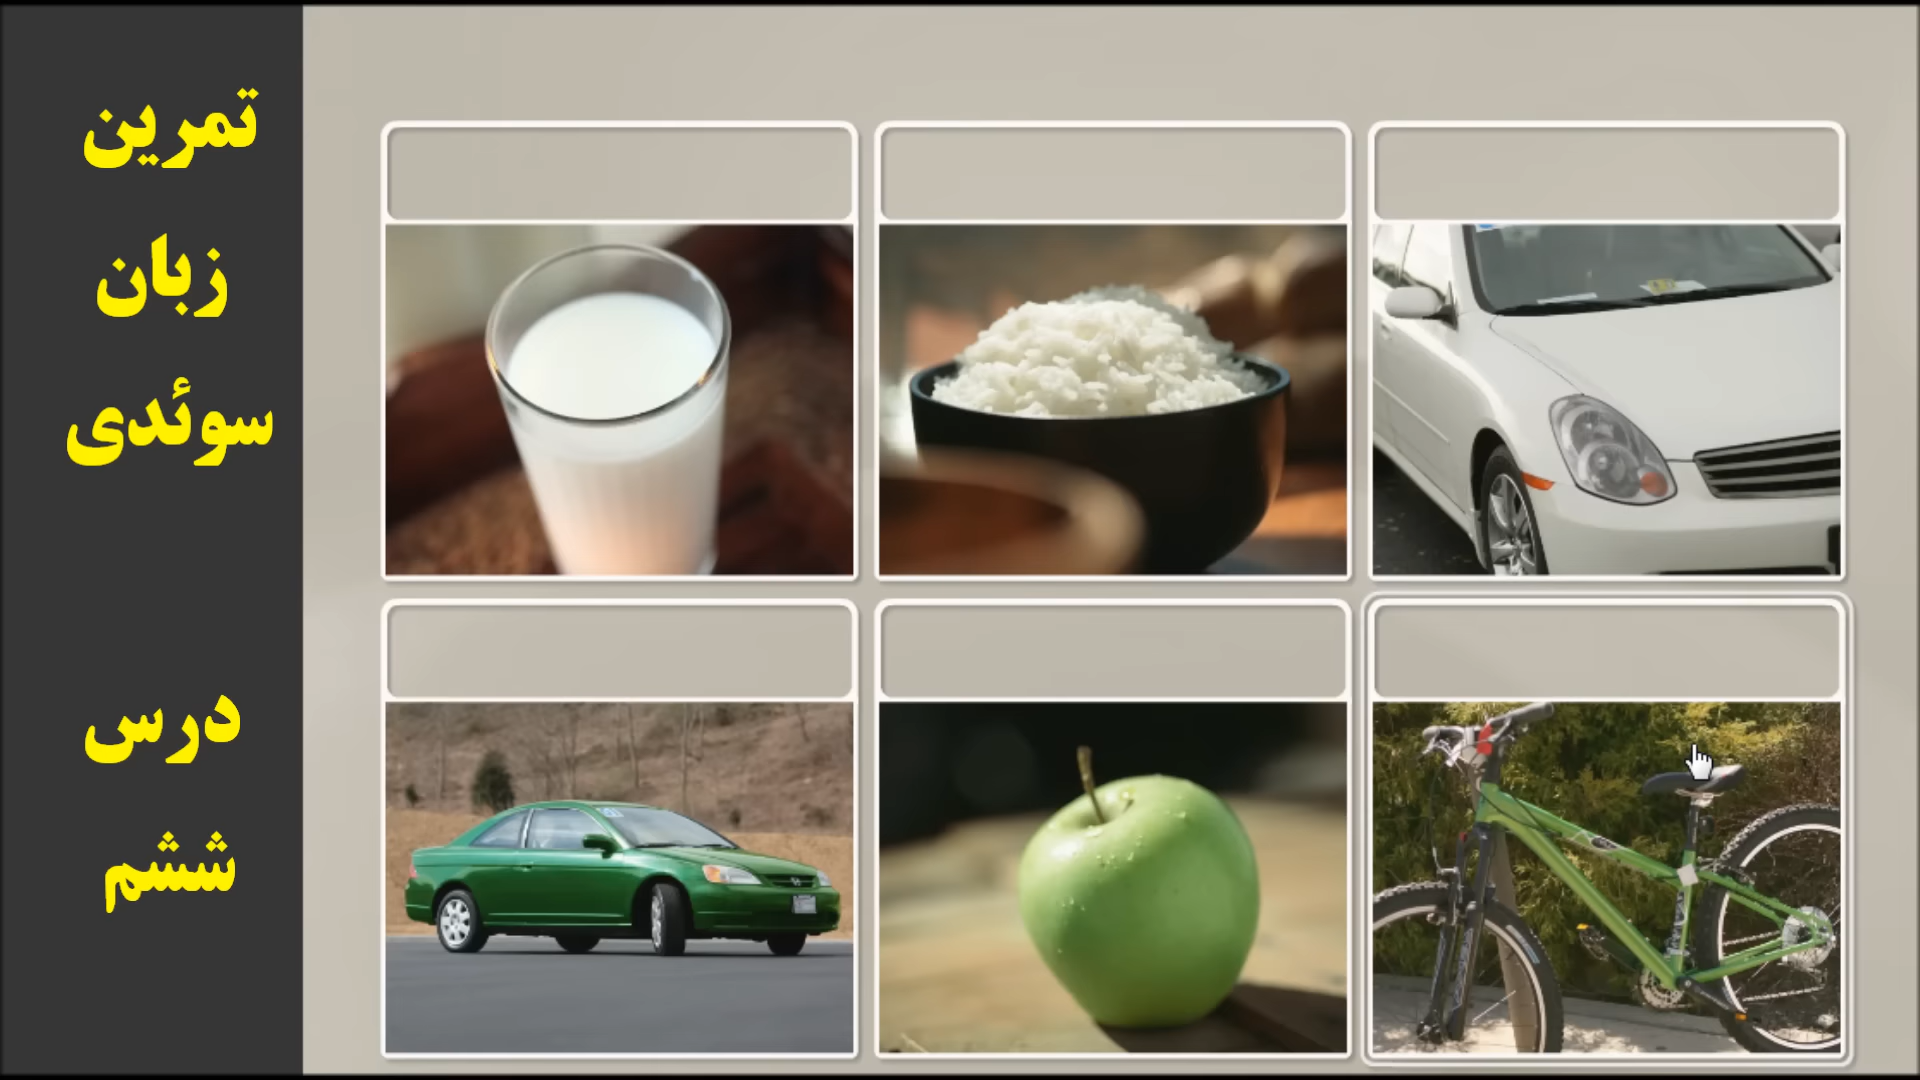 تمرین
زبان
سوئدی
درس
ششم